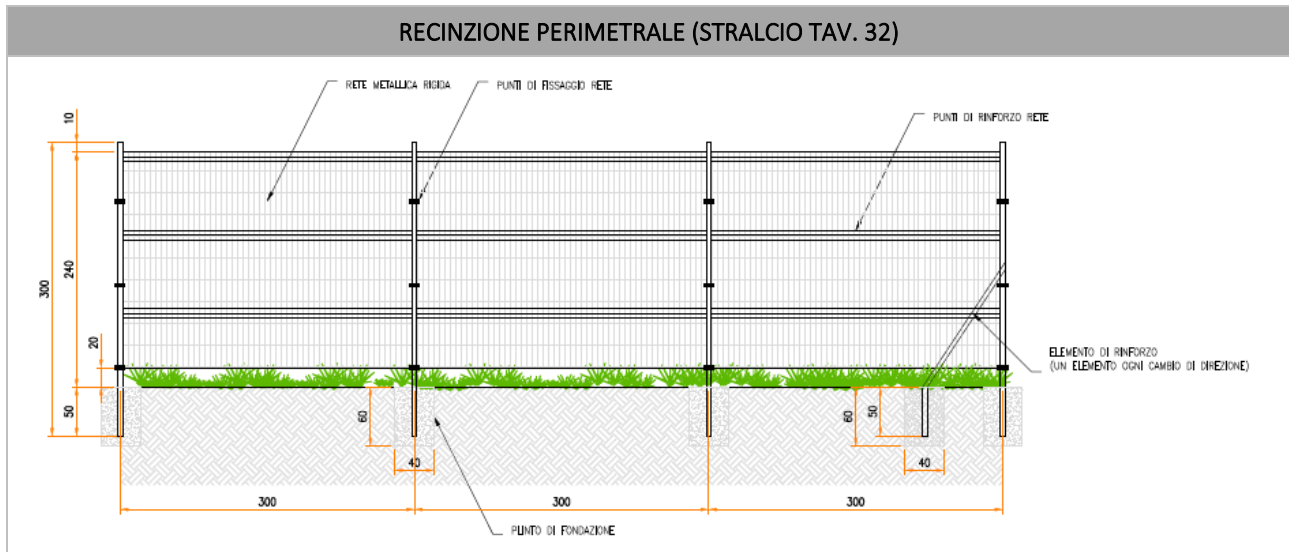 RECINZIONE PERIMETRALE (STRALCIO TAV. 32)
RETE METALLICA RIGIDA
PUNTI DI FISSAGGIO RETE
PUNTI DI RINFORZO RETE
10
300
240
20
50
60
40
60
50
40
ELEMENTO DI RINFORZO
(UN ELEMENTO OGNI CAMBIO DI DIREZIONE)
300
300
300
PUNTO DI FONDAZIONE